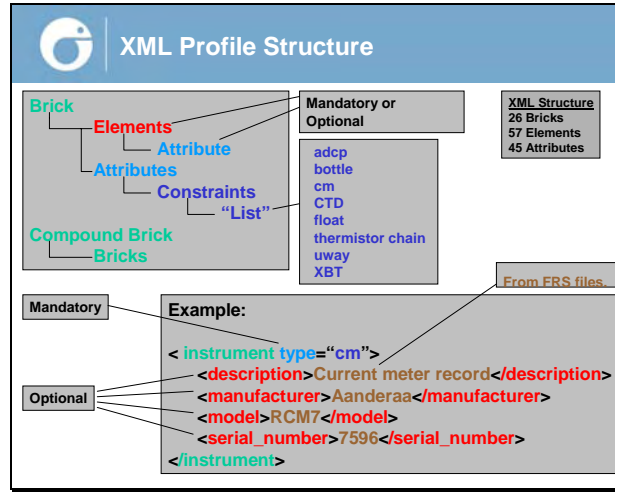 XML Profile Structure
Brick
Elements
Attribute
Attributes
Constraints
“List”
Compound Brick
Bricks
Mandatory or
Optional
adcp
bottle
cm
CTD
float
thermistor chain
uway
XBT
XML Structure
26 Bricks
57 Elements
45 Attributes
From FRS files.
Mandatory
Optional
Example:
< instrument type=“cm”>
<description>Current meter record</description>
<manufacturer>Aanderaa</manufacturer>
<model>RCM7</model>
<serial_number>7596</serial_number>
</instrument>